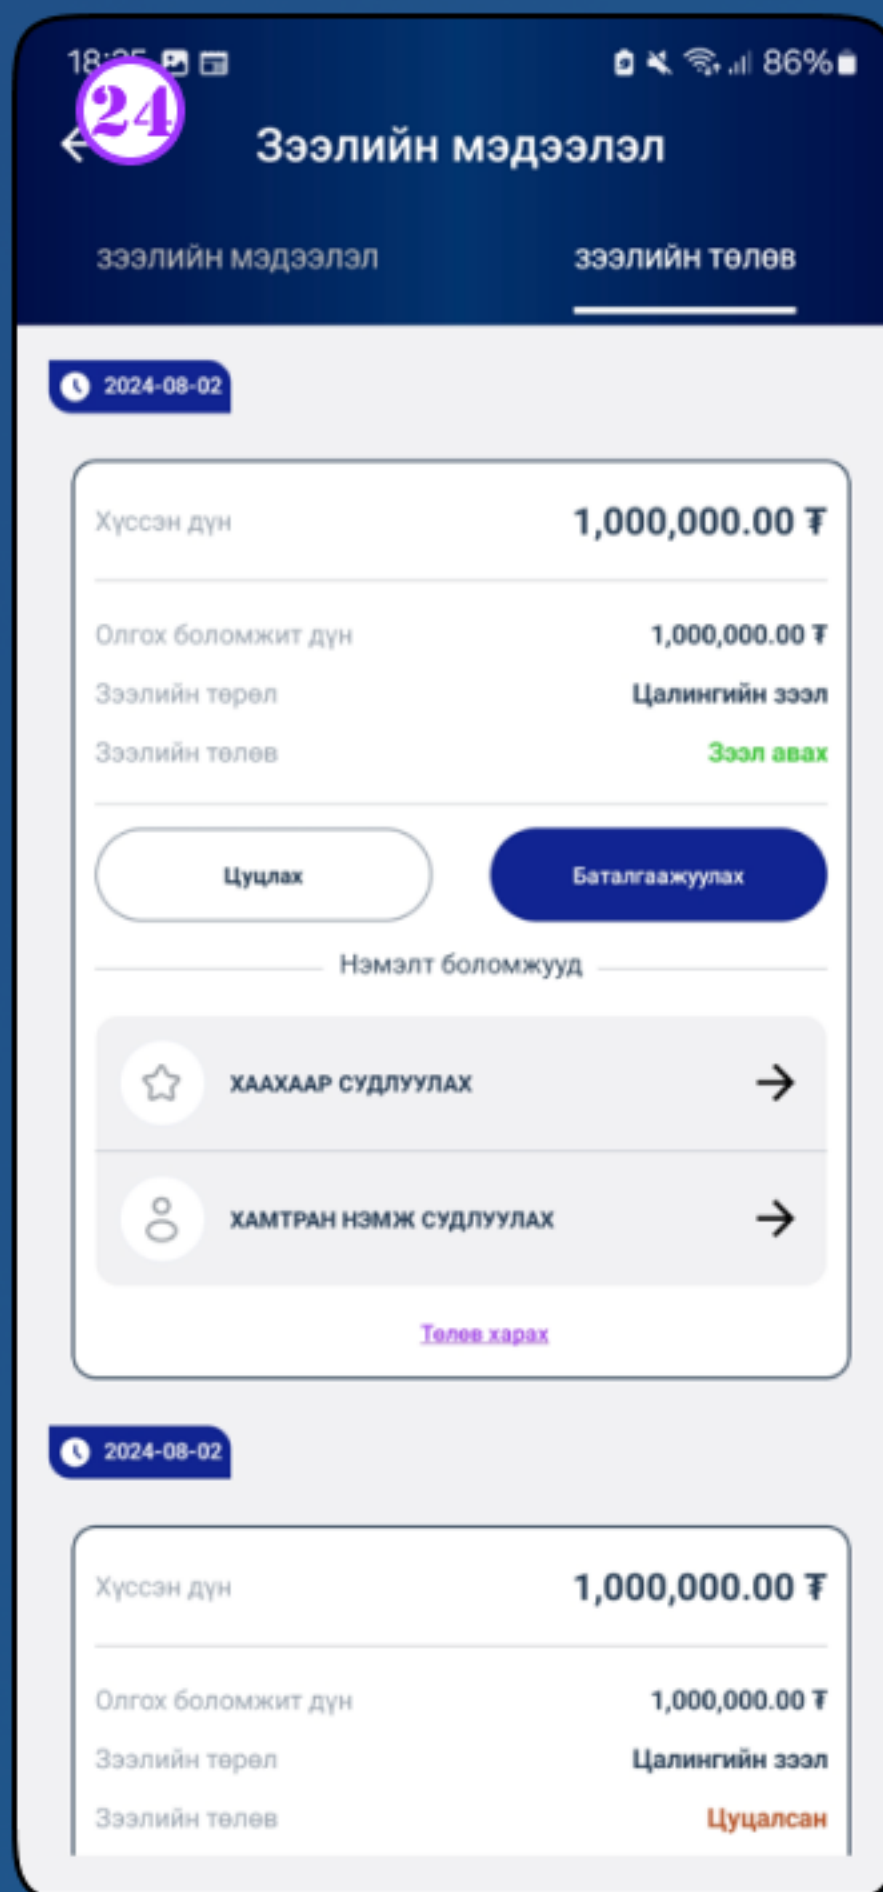 86%
24
Зээлийн мэдээлэл
зээлийн мэдээлэл
зээлийн төлөв
2024-08-02
Хүссэн дүн 1,000,000.00 ₮
Олгох боломжит дүн 1,000,000.00 ₮
Зээлийн төрөл Цалингийн зээл
Зээлийн төлөв Зээл авах
Цуцлах Баталгаажуулах
Нэмэлт боломжууд
ХААХААР СУДЛУУЛАХ
ХАМТРАН НЭМЖ СУДЛУУЛАХ
Төлөв харах
2024-08-02
Хүссэн дүн 1,000,000.00 ₮
Олгох боломжит дүн 1,000,000.00 ₮
Зээлийн төрөл Цалингийн зээл
Зээлийн төлөв Цуцалсан